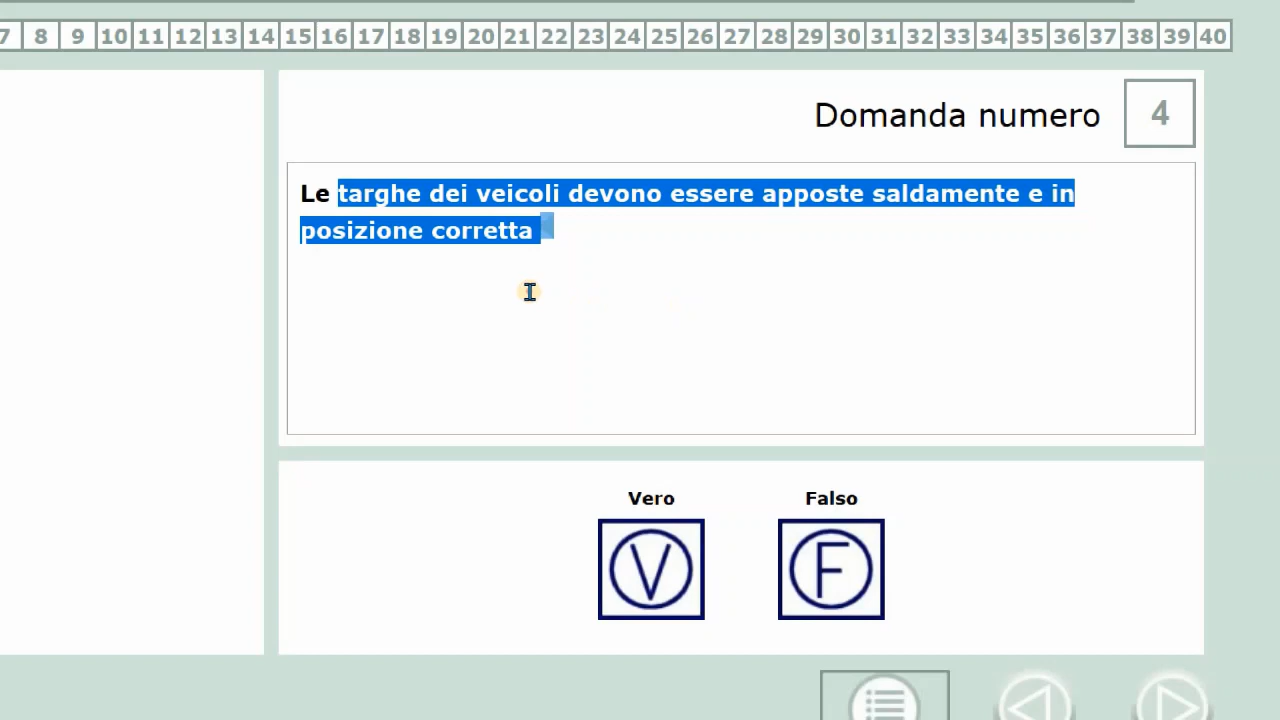 7 8 9 10 11 12 13 14 15 16 17 18 19 20 21 22 23 24 25 26 27 28 29 30 31 32 33 34 35 36 37 38 39 40
Domanda numero 4
Le targhe dei veicoli devono essere apposte saldamente e in
posizione corretta
Vero Falso
V F